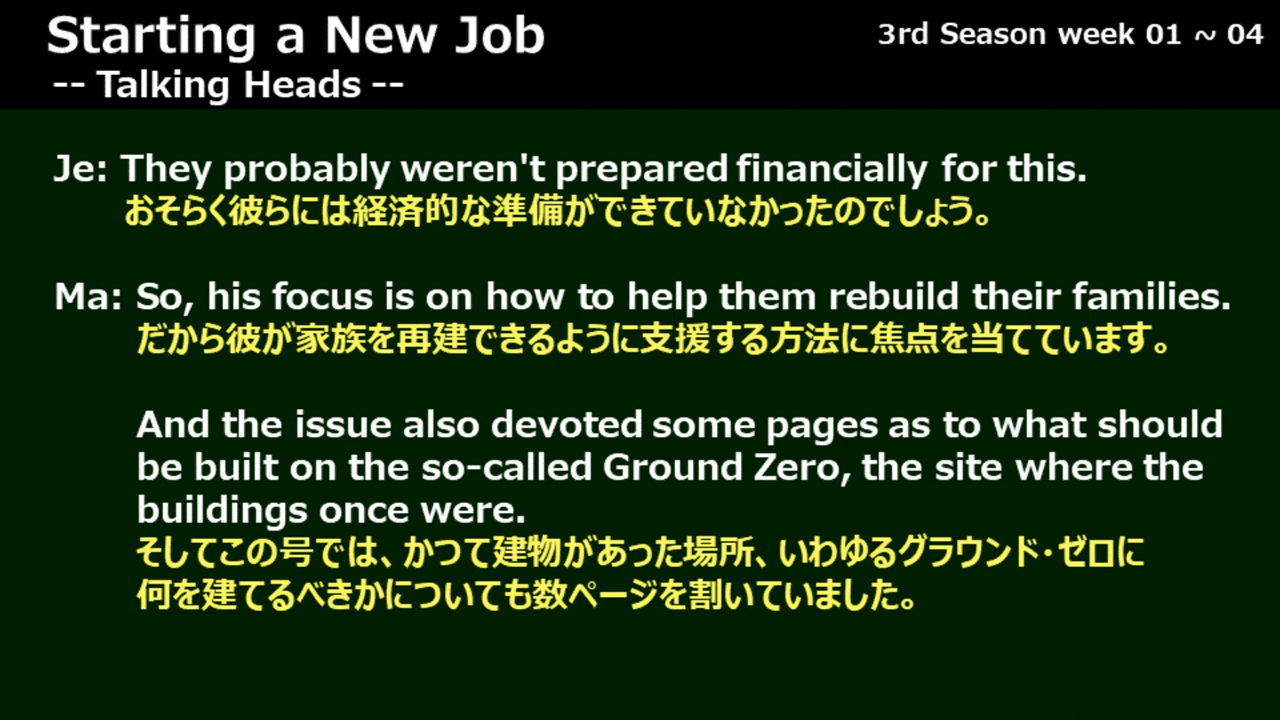 Starting a New Job
3rd Season week 01 ~ 04
-- Talking Heads --
Je: They probably weren't prepared financially for this.
おそらく彼らには経済的な準備ができていなかったのでしょう。
Ma: So, his focus is on how to help them rebuild their families.
だから彼が家族を再建できるように支援する方法に焦点を当てています。
And the issue also devoted some pages as to what should
be built on the so-called Ground Zero, the site where the
buildings once were.
そしてこの号では、かつて建物があった場所、いわゆるグラウンド・ゼロに
何を建てるべきかについても数ページを割いていました。